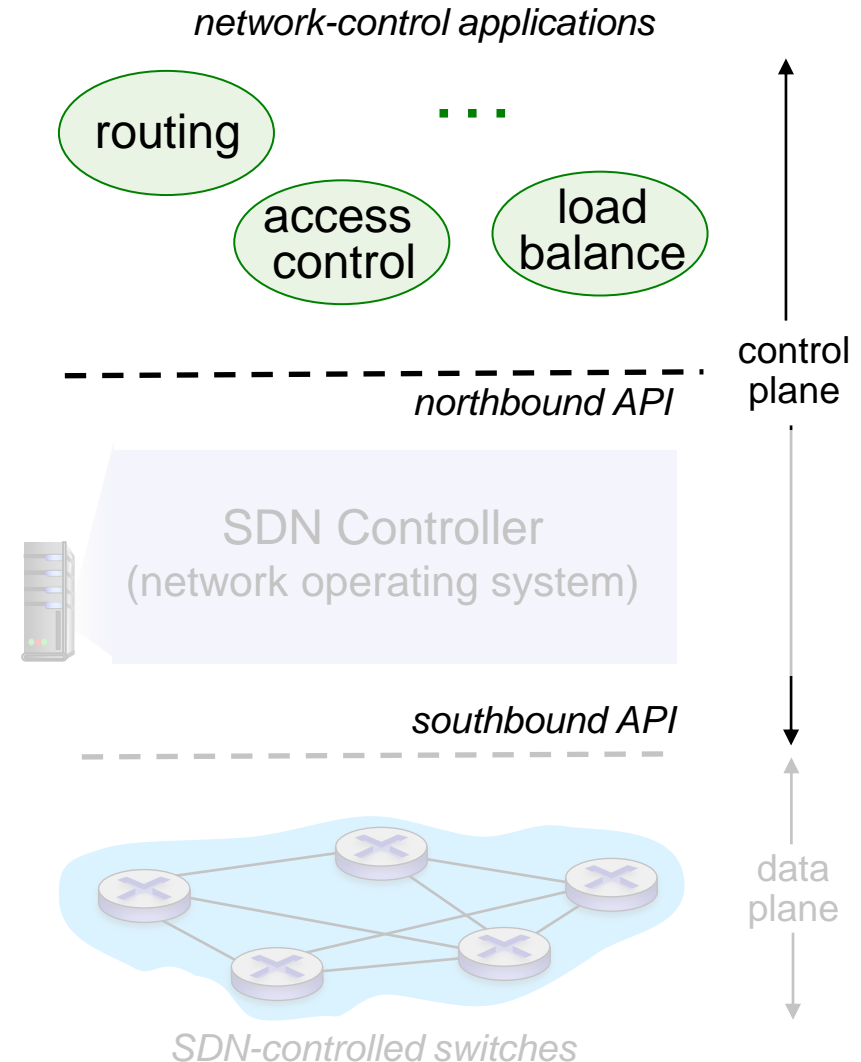 network-control applications
routing
...
access
control
load
balance
control
plane
northbound API
SDN Controller
(network operating system)
southbound API
data
plane
SDN-controlled switches